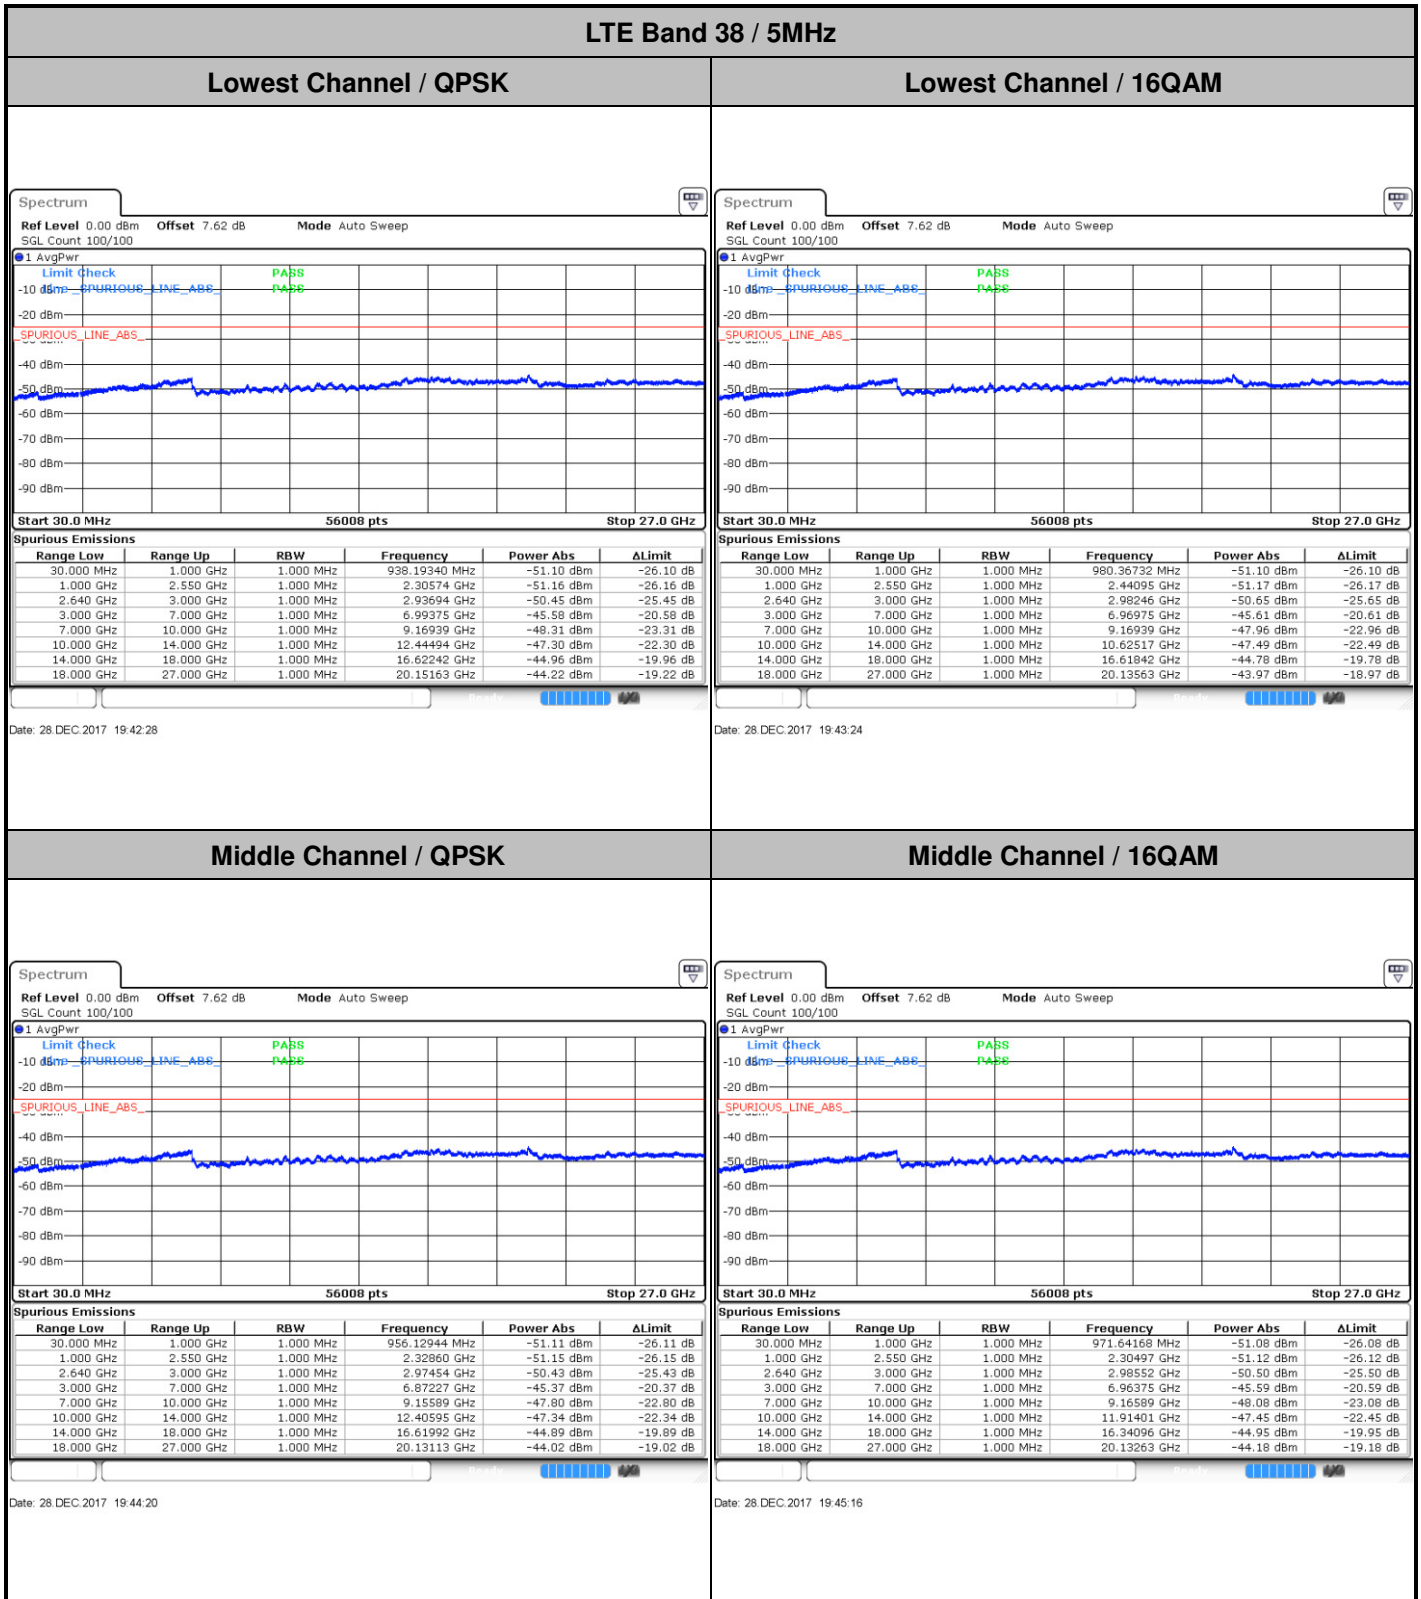 LTE Band 38 / 5MHz
Lowest Channel / QPSK
Lowest Channel / 16QAM
Spectrum
Ref Level 0.00 dBm Offset 7.62 dB Mode Auto Sweep
SGL Count 100/100
1 AvgPwr
Limit Check PASS
-10 dBm Line _SPURIOUS_LINE_ABS_ PASS
-20 dBm
_SPURIOUS_LINE_ABS_
-40 dBm
-50 dBm
-60 dBm
-70 dBm
-80 dBm
-90 dBm
Start 30.0 MHz 56008 pts Stop 27.0 GHz
Spurious Emissions
Range Low Range Up RBW Frequency Power Abs ΔLimit
30.000 MHz 1.000 GHz 1.000 MHz 938.19340 MHz -51.10 dBm -26.10 dB
1.000 GHz 2.550 GHz 1.000 MHz 2.30574 GHz -51.16 dBm -26.16 dB
2.640 GHz 3.000 GHz 1.000 MHz 2.93694 GHz -50.45 dBm -25.45 dB
3.000 GHz 7.000 GHz 1.000 MHz 6.99375 GHz -45.58 dBm -20.58 dB
7.000 GHz 10.000 GHz 1.000 MHz 9.16939 GHz -48.31 dBm -23.31 dB
10.000 GHz 14.000 GHz 1.000 MHz 12.44494 GHz -47.30 dBm -22.30 dB
14.000 GHz 18.000 GHz 1.000 MHz 16.62242 GHz -44.96 dBm -19.96 dB
18.000 GHz 27.000 GHz 1.000 MHz 20.15163 GHz -44.22 dBm -19.22 dB
Date: 28.DEC.2017 19:42:28
Spectrum
Ref Level 0.00 dBm Offset 7.62 dB Mode Auto Sweep
SGL Count 100/100
1 AvgPwr
Limit Check PASS
-10 dBm Line _SPURIOUS_LINE_ABS_ PASS
-20 dBm
_SPURIOUS_LINE_ABS_
-40 dBm
-50 dBm
-60 dBm
-70 dBm
-80 dBm
-90 dBm
Start 30.0 MHz 56008 pts Stop 27.0 GHz
Spurious Emissions
Range Low Range Up RBW Frequency Power Abs ΔLimit
30.000 MHz 1.000 GHz 1.000 MHz 980.36732 MHz -51.10 dBm -26.10 dB
1.000 GHz 2.550 GHz 1.000 MHz 2.44095 GHz -51.17 dBm -26.17 dB
2.640 GHz 3.000 GHz 1.000 MHz 2.98246 GHz -50.65 dBm -25.65 dB
3.000 GHz 7.000 GHz 1.000 MHz 6.96975 GHz -45.61 dBm -20.61 dB
7.000 GHz 10.000 GHz 1.000 MHz 9.16939 GHz -47.96 dBm -22.96 dB
10.000 GHz 14.000 GHz 1.000 MHz 10.62517 GHz -47.49 dBm -22.49 dB
14.000 GHz 18.000 GHz 1.000 MHz 16.61842 GHz -44.78 dBm -19.78 dB
18.000 GHz 27.000 GHz 1.000 MHz 20.13563 GHz -43.97 dBm -18.97 dB
Date: 28.DEC.2017 19:43:24
Middle Channel / QPSK
Middle Channel / 16QAM
Spectrum
Ref Level 0.00 dBm Offset 7.62 dB Mode Auto Sweep
SGL Count 100/100
1 AvgPwr
Limit Check PASS
-10 dBm Line _SPURIOUS_LINE_ABS_ PASS
-20 dBm
_SPURIOUS_LINE_ABS_
-40 dBm
-50 dBm
-60 dBm
-70 dBm
-80 dBm
-90 dBm
Start 30.0 MHz 56008 pts Stop 27.0 GHz
Spurious Emissions
Range Low Range Up RBW Frequency Power Abs ΔLimit
30.000 MHz 1.000 GHz 1.000 MHz 956.12944 MHz -51.11 dBm -26.11 dB
1.000 GHz 2.550 GHz 1.000 MHz 2.32860 GHz -51.15 dBm -26.15 dB
2.640 GHz 3.000 GHz 1.000 MHz 2.97454 GHz -50.43 dBm -25.43 dB
3.000 GHz 7.000 GHz 1.000 MHz 6.87227 GHz -45.37 dBm -20.37 dB
7.000 GHz 10.000 GHz 1.000 MHz 9.15589 GHz -47.80 dBm -22.80 dB
10.000 GHz 14.000 GHz 1.000 MHz 12.40595 GHz -47.34 dBm -22.34 dB
14.000 GHz 18.000 GHz 1.000 MHz 16.61992 GHz -44.89 dBm -19.89 dB
18.000 GHz 27.000 GHz 1.000 MHz 20.13113 GHz -44.02 dBm -19.02 dB
Date: 28.DEC.2017 19:44:20
Spectrum
Ref Level 0.00 dBm Offset 7.62 dB Mode Auto Sweep
SGL Count 100/100
1 AvgPwr
Limit Check PASS
-10 dBm Line _SPURIOUS_LINE_ABS_ PASS
-20 dBm
_SPURIOUS_LINE_ABS_
-40 dBm
-50 dBm
-60 dBm
-70 dBm
-80 dBm
-90 dBm
Start 30.0 MHz 56008 pts Stop 27.0 GHz
Spurious Emissions
Range Low Range Up RBW Frequency Power Abs ΔLimit
30.000 MHz 1.000 GHz 1.000 MHz 971.64168 MHz -51.08 dBm -26.08 dB
1.000 GHz 2.550 GHz 1.000 MHz 2.30497 GHz -51.12 dBm -26.12 dB
2.640 GHz 3.000 GHz 1.000 MHz 2.98552 GHz -50.50 dBm -25.50 dB
3.000 GHz 7.000 GHz 1.000 MHz 6.96375 GHz -45.59 dBm -20.59 dB
7.000 GHz 10.000 GHz 1.000 MHz 9.16589 GHz -48.08 dBm -23.08 dB
10.000 GHz 14.000 GHz 1.000 MHz 11.91401 GHz -47.45 dBm -22.45 dB
14.000 GHz 18.000 GHz 1.000 MHz 16.34096 GHz -44.95 dBm -19.95 dB
18.000 GHz 27.000 GHz 1.000 MHz 20.13263 GHz -44.18 dBm -19.18 dB
Date: 28.DEC.2017 19:45:16